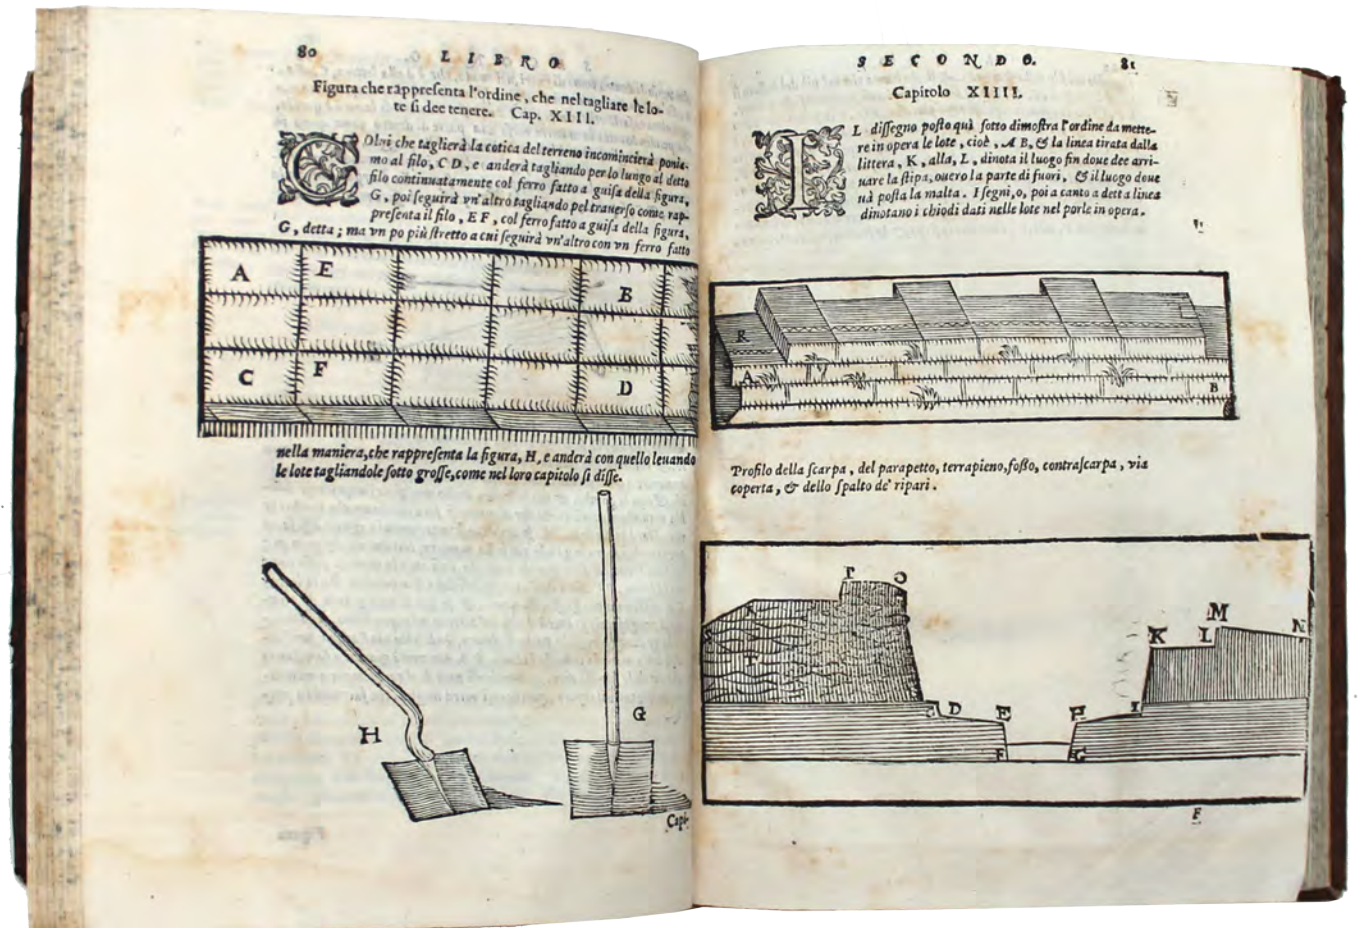 80 LIBRO
Figura che rappresenta l'ordine, che nel tagliare le lo-
te si dee tenere. Cap. XIII.
COlui che taglierà la cotica del terreno incomincierà ponia-
mo al filo, C D, e anderà tagliando per lo lungo al detto
filo continuatamente col ferro fatto a guisa della figura,
G, poi seguirà vn'altro tagliando pel trauerso come rap-
presenta il filo, E F, col ferro fatto a guisa della figura,
G, detta; ma vn po più stretto a cui seguirà vn'altro con vn ferro fatto
A E B
C F D
nella maniera, che rappresenta la figura, H, e anderà con quello leuando
le lote tagliandole sotto grosse, come nel loro capitolo si disse.
H G
Capi-
SECONDO. 81
Capitolo XIIII.
IL dissegno posto quà sotto dimostra l'ordine da mette-
re in opera le lote, cioè, A B, & la linea tirata dalla
littera, K, alla, L, dinota il luogo fin doue dee arri-
uare la stipa, ouero la parte di fuori, & il luogo doue
uà posta la malta. I segni, o, poi a canto a detta linea
dinotano i chiodi dati nelle lote nel porle in opera.
R
A B
Profilo della scarpa, del parapetto, terrapieno, fosso, contrascarpa, via
coperta, & dello spalto de' ripari.
M
K L N
D E H I
F G
F